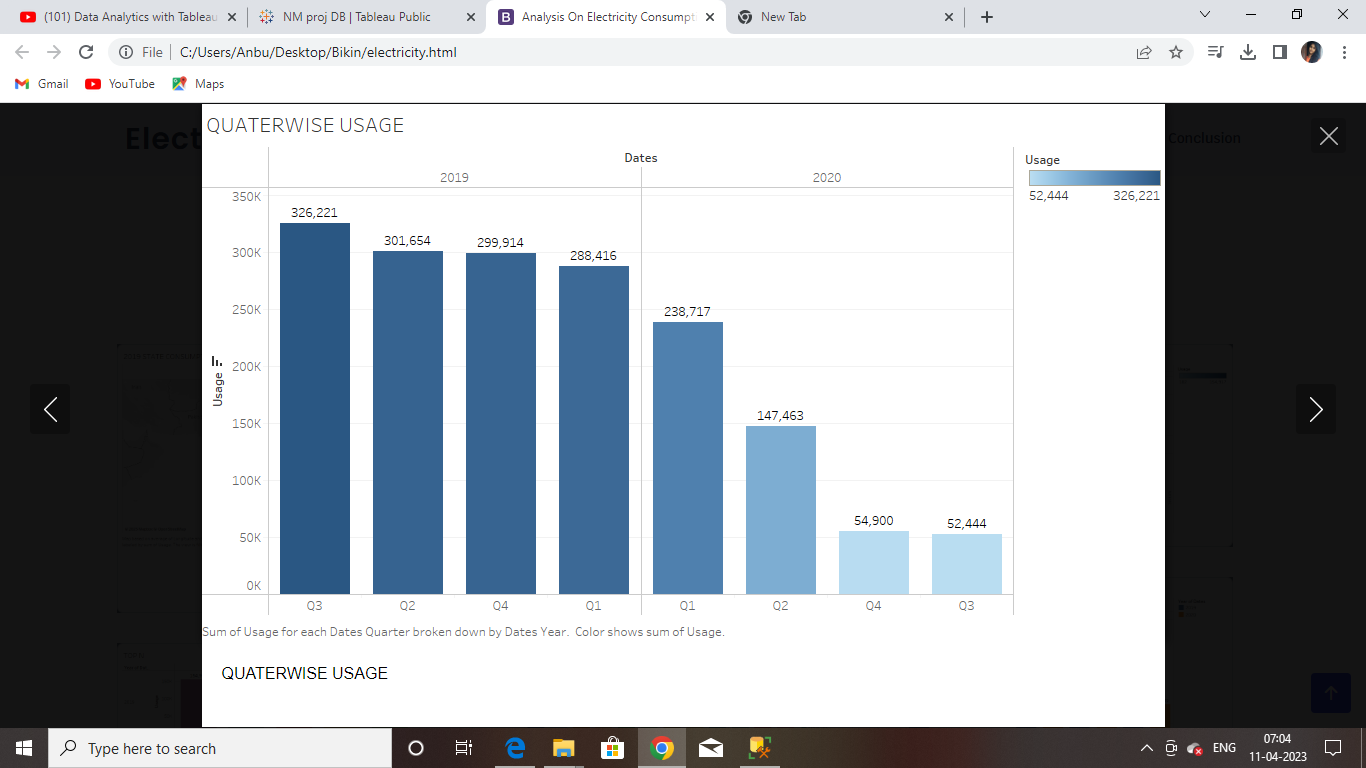 (101) Data Analytics with Tableau
NM proj DB | Tableau Public
B Analysis On Electricity Consumpti
New Tab
File C:/Users/Anbu/Desktop/Bikin/electricity.html
Gmail YouTube Maps
Elect
Conclusion
QUATERWISE USAGE
Dates
2019 2020
Usage
52,444 326,221
350K
300K
250K
200K
150K
100K
50K
0K
Usage
326,221
301,654
299,914
288,416
238,717
147,463
54,900
52,444
Q3 Q2 Q4 Q1 Q1 Q2 Q4 Q3
Sum of Usage for each Dates Quarter broken down by Dates Year. Color shows sum of Usage.
QUATERWISE USAGE
Type here to search
ENG
07:04
11-04-2023